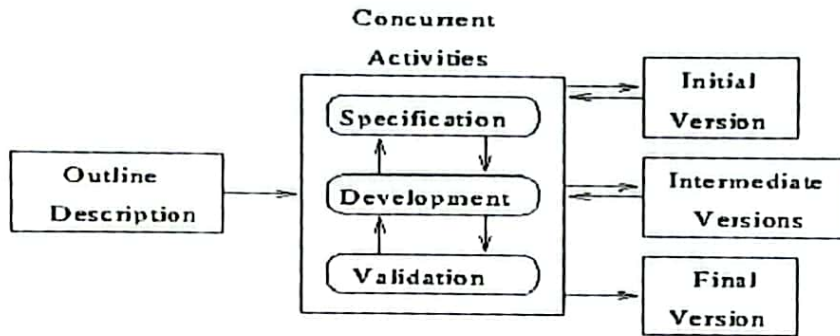 Concurrent
Activities
Outline
Description
Specification
Development
Validation
Initial
Version
Intermediate
Versions
Final
Version